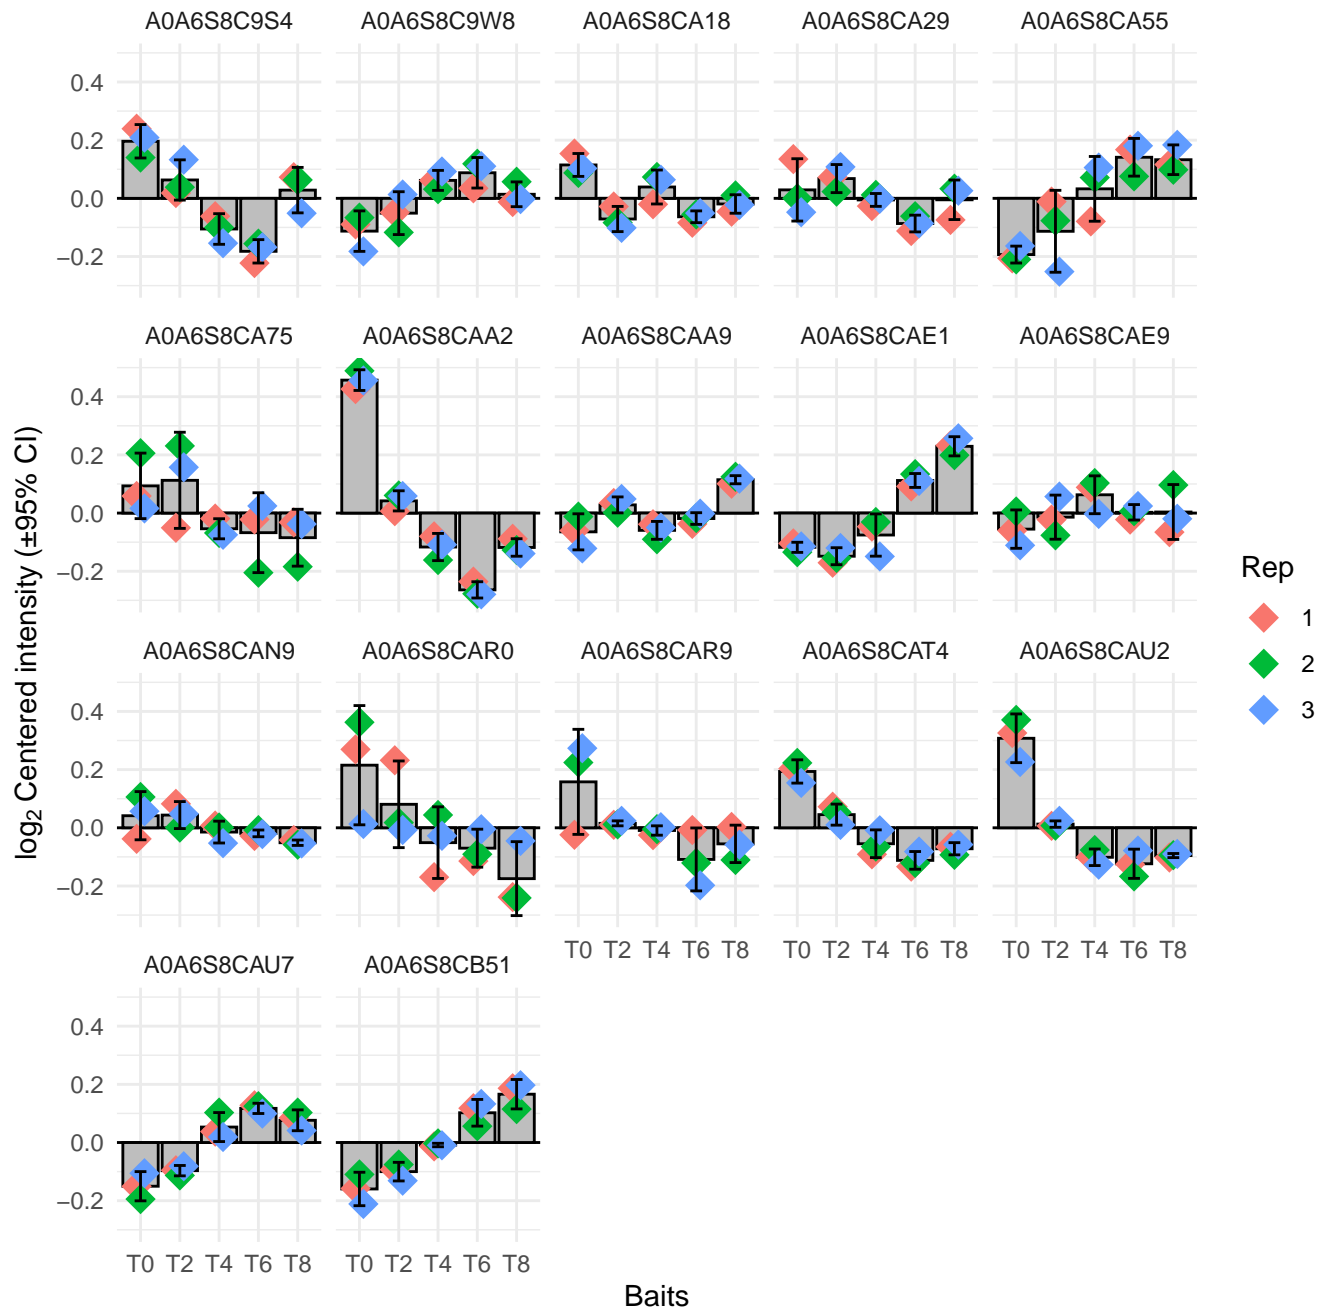 A0A6S8C9S4 A0A6S8C9W8 A0A6S8CA18 A0A6S8CA29 A0A6S8CA55
0.4
0.2
0.0
−0.2
A0A6S8CA75 A0A6S8CAA2 A0A6S8CAA9 A0A6S8CAE1 A0A6S8CAE9
0.4
0.2
0.0
−0.2
A0A6S8CAN9 A0A6S8CAR0 A0A6S8CAR9 A0A6S8CAT4 A0A6S8CAU2
0.4
0.2
0.0
−0.2
T0 T2 T4 T6 T8 T0 T2 T4 T6 T8 T0 T2 T4 T6 T8
A0A6S8CAU7 A0A6S8CB51
0.4
0.2
0.0
−0.2
T0 T2 T4 T6 T8 T0 T2 T4 T6 T8
Baits
log₂ Centered intensity (±95% CI)
Rep
1
2
3